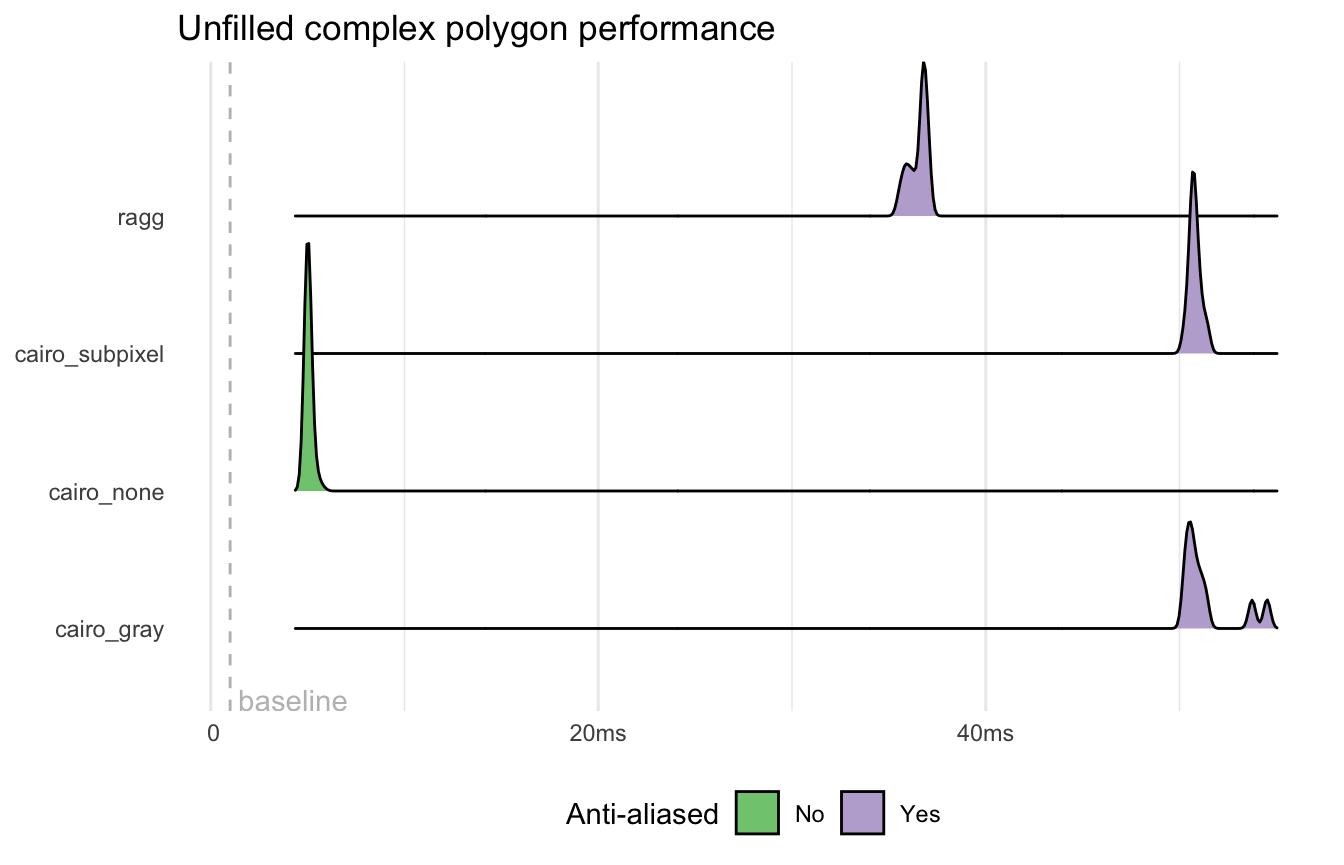 Unfilled complex polygon performance
ragg
cairo_subpixel
cairo_none
cairo_gray
baseline
0 20ms 40ms
Anti-aliased No Yes